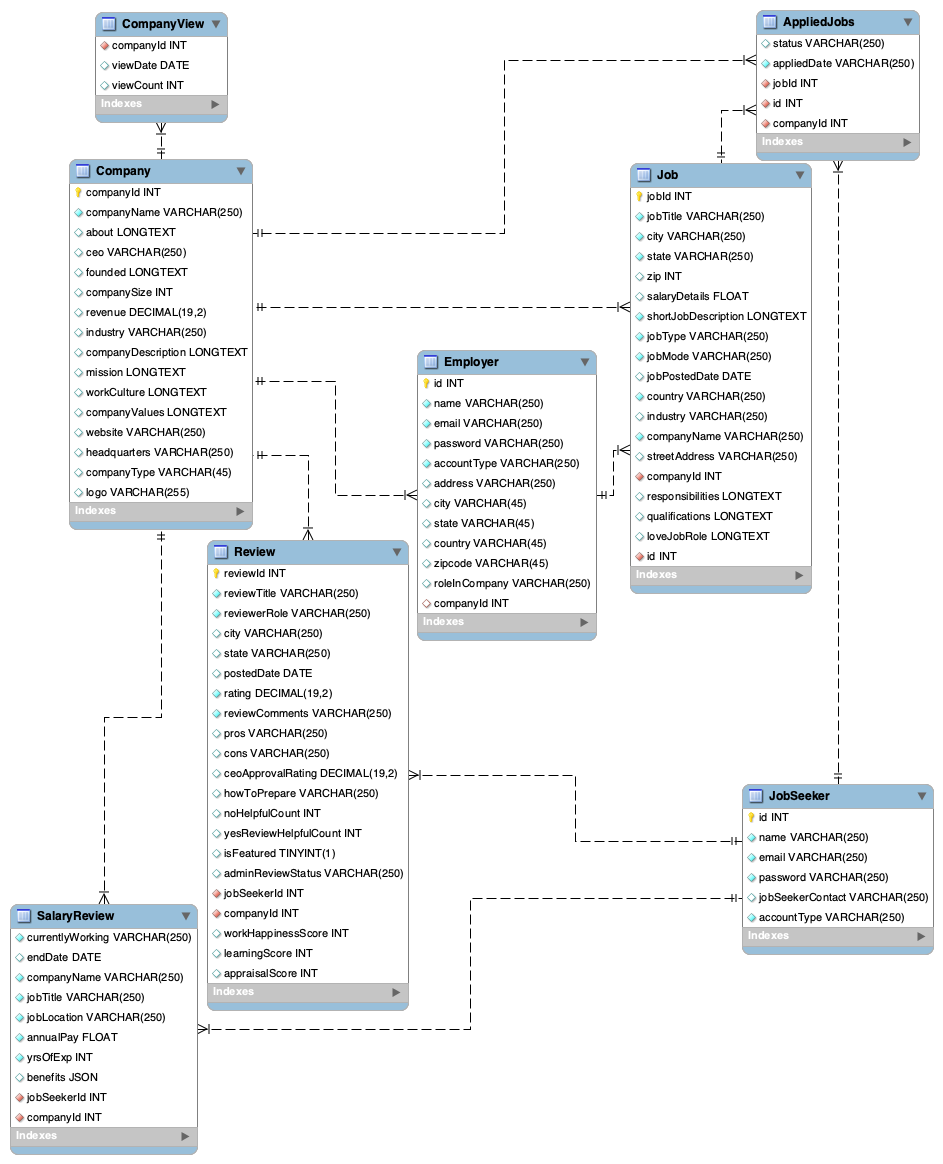 CompanyView
companyId INT
viewDate DATE
viewCount INT
Indexes
AppliedJobs
status VARCHAR(250)
appliedDate VARCHAR(250)
jobId INT
id INT
companyId INT
Indexes
Company
companyId INT
companyName VARCHAR(250)
about LONGTEXT
ceo VARCHAR(250)
founded LONGTEXT
companySize INT
revenue DECIMAL(19,2)
industry VARCHAR(250)
companyDescription LONGTEXT
mission LONGTEXT
workCulture LONGTEXT
companyValues LONGTEXT
website VARCHAR(250)
headquarters VARCHAR(250)
companyType VARCHAR(45)
logo VARCHAR(255)
Indexes
Job
jobId INT
jobTitle VARCHAR(250)
city VARCHAR(250)
state VARCHAR(250)
zip INT
salaryDetails FLOAT
shortJobDescription LONGTEXT
jobType VARCHAR(250)
jobMode VARCHAR(250)
jobPostedDate DATE
country VARCHAR(250)
industry VARCHAR(250)
companyName VARCHAR(250)
streetAddress VARCHAR(250)
companyId INT
responsibilities LONGTEXT
qualifications LONGTEXT
loveJobRole LONGTEXT
id INT
Indexes
Employer
id INT
name VARCHAR(250)
email VARCHAR(250)
password VARCHAR(250)
accountType VARCHAR(250)
address VARCHAR(250)
city VARCHAR(45)
state VARCHAR(45)
country VARCHAR(45)
zipcode VARCHAR(45)
roleInCompany VARCHAR(250)
companyId INT
Indexes
Review
reviewId INT
reviewTitle VARCHAR(250)
reviewerRole VARCHAR(250)
city VARCHAR(250)
state VARCHAR(250)
postedDate DATE
rating DECIMAL(19,2)
reviewComments VARCHAR(250)
pros VARCHAR(250)
cons VARCHAR(250)
ceoApprovalRating DECIMAL(19,2)
howToPrepare VARCHAR(250)
noHelpfulCount INT
yesReviewHelpfulCount INT
isFeatured TINYINT(1)
adminReviewStatus VARCHAR(250)
jobSeekerId INT
companyId INT
workHappinessScore INT
learningScore INT
appraisalScore INT
Indexes
JobSeeker
id INT
name VARCHAR(250)
email VARCHAR(250)
password VARCHAR(250)
jobSeekerContact VARCHAR(250)
accountType VARCHAR(250)
Indexes
SalaryReview
currentlyWorking VARCHAR(250)
endDate DATE
companyName VARCHAR(250)
jobTitle VARCHAR(250)
jobLocation VARCHAR(250)
annualPay FLOAT
yrsOfExp INT
benefits JSON
jobSeekerId INT
companyId INT
Indexes